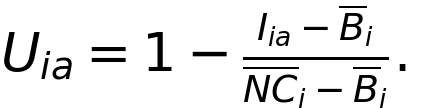 $U_{ia} = 1 - \frac{I_{ia} - \overline{B}_i}{\overline{NC}_i - \overline{B}_i}.$